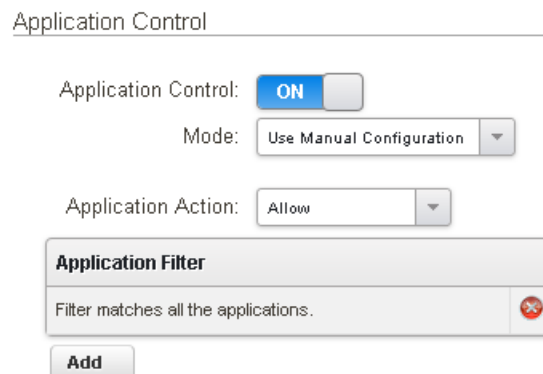 Application Control
Application Control: ON
Mode: Use Manual Configuration
Application Action: Allow
Application Filter
Filter matches all the applications.
Add